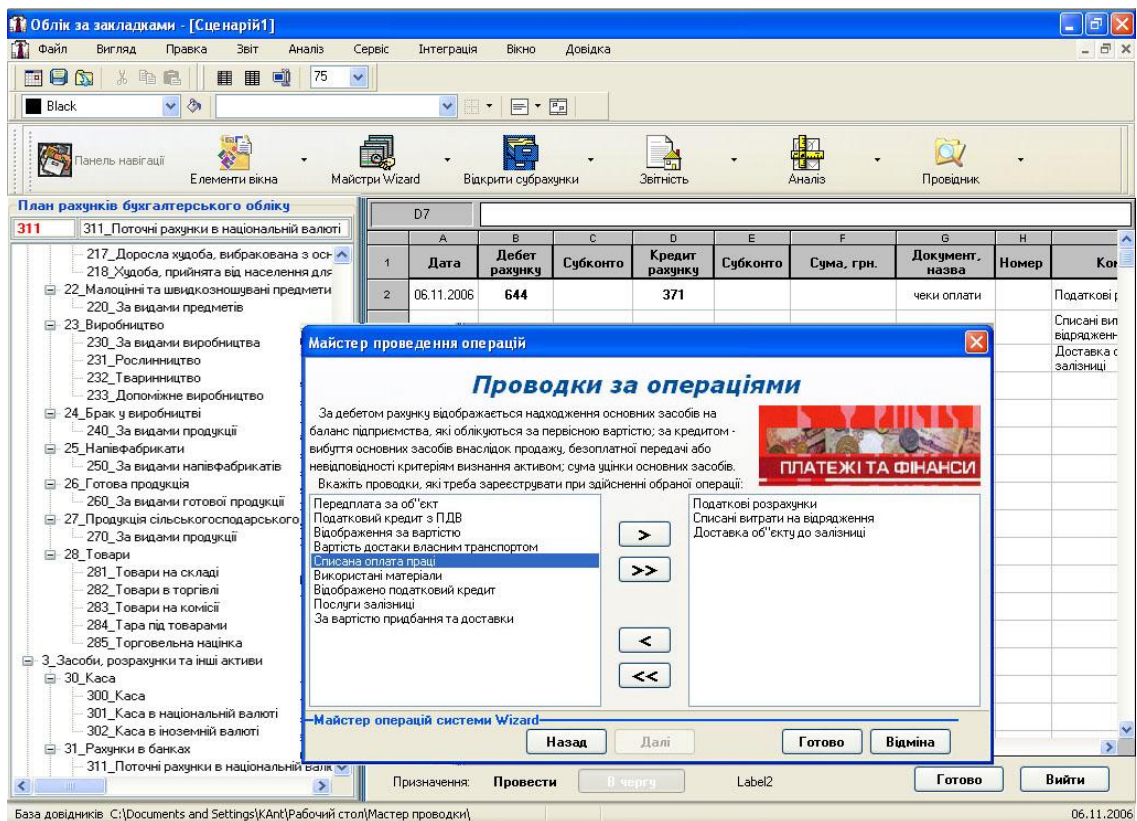 Облік за закладками - [Сценарій1]
Файл Вигляд Правка Звіт Аналіз Сервіс Інтеграція Вікно Довідка
75
Black
Панель навігації Елементи вікна Майстри Wizard Відкрити субрахунки Звітність Аналіз Провідник
План рахунків бухгалтерського обліку
311 311_Поточні рахунки в національній валюті
217_Доросла худоба, вибракована з осн
218_Худоба, прийнята від населення для
22_Малоцінні та швидкозношувані предмети
220_За видами предметів
23_Виробництво
230_За видами виробництва
231_Рослинництво
232_Тваринництво
233_Допоміжне виробництво
24_Брак у виробництві
240_За видами продукції
25_Напівфабрикати
250_За видами напівфабрикатів
26_Готова продукція
260_За видами готової продукції
27_Продукція сільськогосподарського
270_За видами продукції
28_Товари
281_Товари на складі
282_Товари в торгівлі
283_Товари на комісії
284_Тара під товарами
285_Торговельна націнка
3_Засоби, розрахунки та інші активи
30_Каса
300_Каса
301_Каса в національній валюті
302_Каса в іноземній валюті
31_Рахунки в банках
311_Поточні рахунки в національній валю
D7
A B C D E F G H
1 Дата Дебет рахунку Субконто Кредит рахунку Субконто Сума, грн. Документ, назва Номер Ком
2 06.11.2006 644 371 чеки оплати Податкові р
Списані вит
відрядженн
Доставка о
залізниці
Майстер проведення операцій
Проводки за операціями
За дебетом рахунку відображається надходження основних засобів на
баланс підприємства, які обліковуються за первісною вартістю; за кредитом -
вибуття основних засобів внаслідок продажу, безоплатної передачі або
невідповідності критеріям визнання активом; сума уцінки основних засобів.
Вкажіть проводки, які треба зареєструвати при здійсненні обраної операції:
ПЛАТЕЖІ ТА ФІНАНСИ
Передплата за об"єкт
Податковий кредит з ПДВ
Відображення за вартістю
Вартість достаки власним транспортом
Списана оплата праці
Використані матеріали
Відображено податковий кредит
Послуги залізниці
За вартістю придбання та доставки
>
>>
<
<<
Податкові розрахунки
Списані витрати на відрядження
Доставка об"єкту до залізниці
Майстер операцій системи Wizard
Назад Далі Готово Відміна
Призначення: Провести В чергу Label2 Готово Вийти
База довідників C:\Documents and Settings\KAnt\Рабочий стол\Мастер проводки\ 06.11.2006